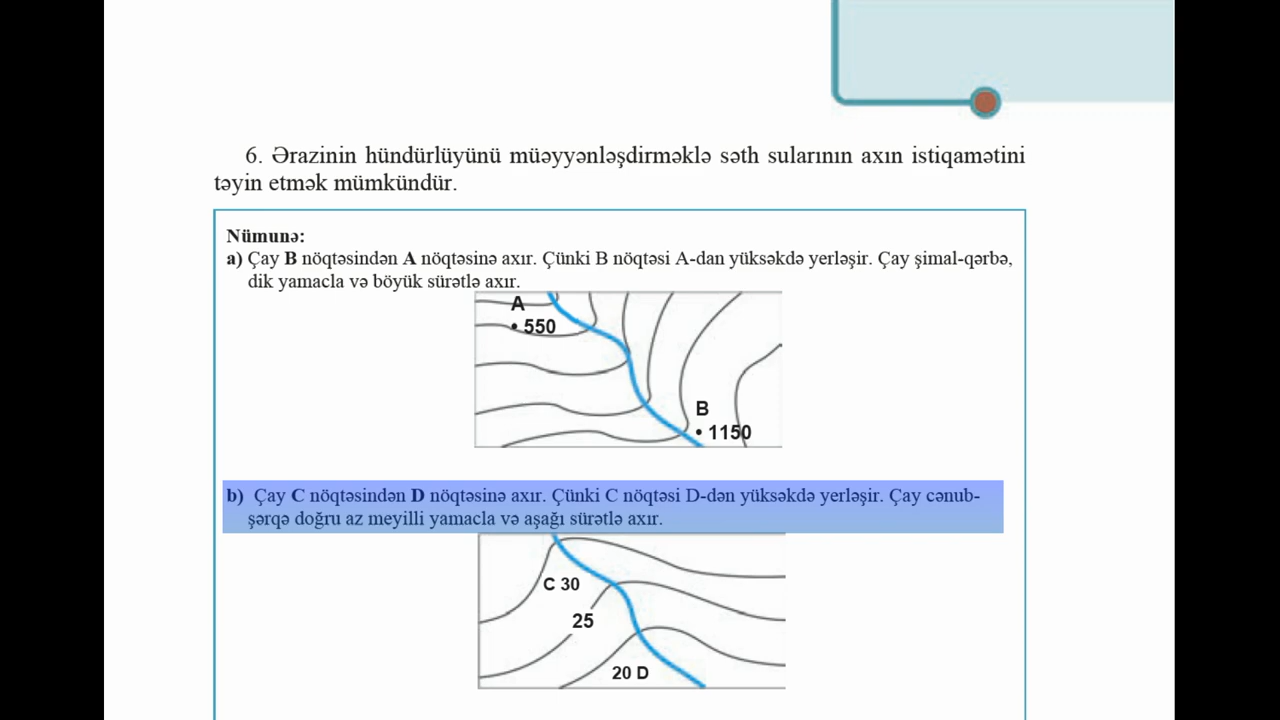 6. Ərazinin hündürlüyünü müəyyənləşdirməklə səth sularının axın istiqamətini
təyin etmək mümkündür.
Nümunə:
a) Çay B nöqtəsindən A nöqtəsinə axır. Çünki B nöqtəsi A-dan yüksəkdə yerləşir. Çay şimal-qərbə,
dik yamacla və böyük sürətlə axır.
A
• 550
B
• 1150
b) Çay C nöqtəsindən D nöqtəsinə axır. Çünki C nöqtəsi D-dən yüksəkdə yerləşir. Çay cənub-
şərqə doğru az meyilli yamacla və aşağı sürətlə axır.
C 30
25
20 D